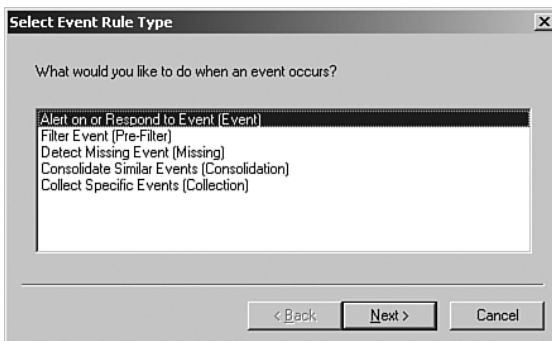 Select Event Rule Type
What would you like to do when an event occurs?
Alert on or Respond to Event (Event)
Filter Event (Pre-Filter)
Detect Missing Event (Missing)
Consolidate Similar Events (Consolidation)
Collect Specific Events (Collection)
< Back Next > Cancel